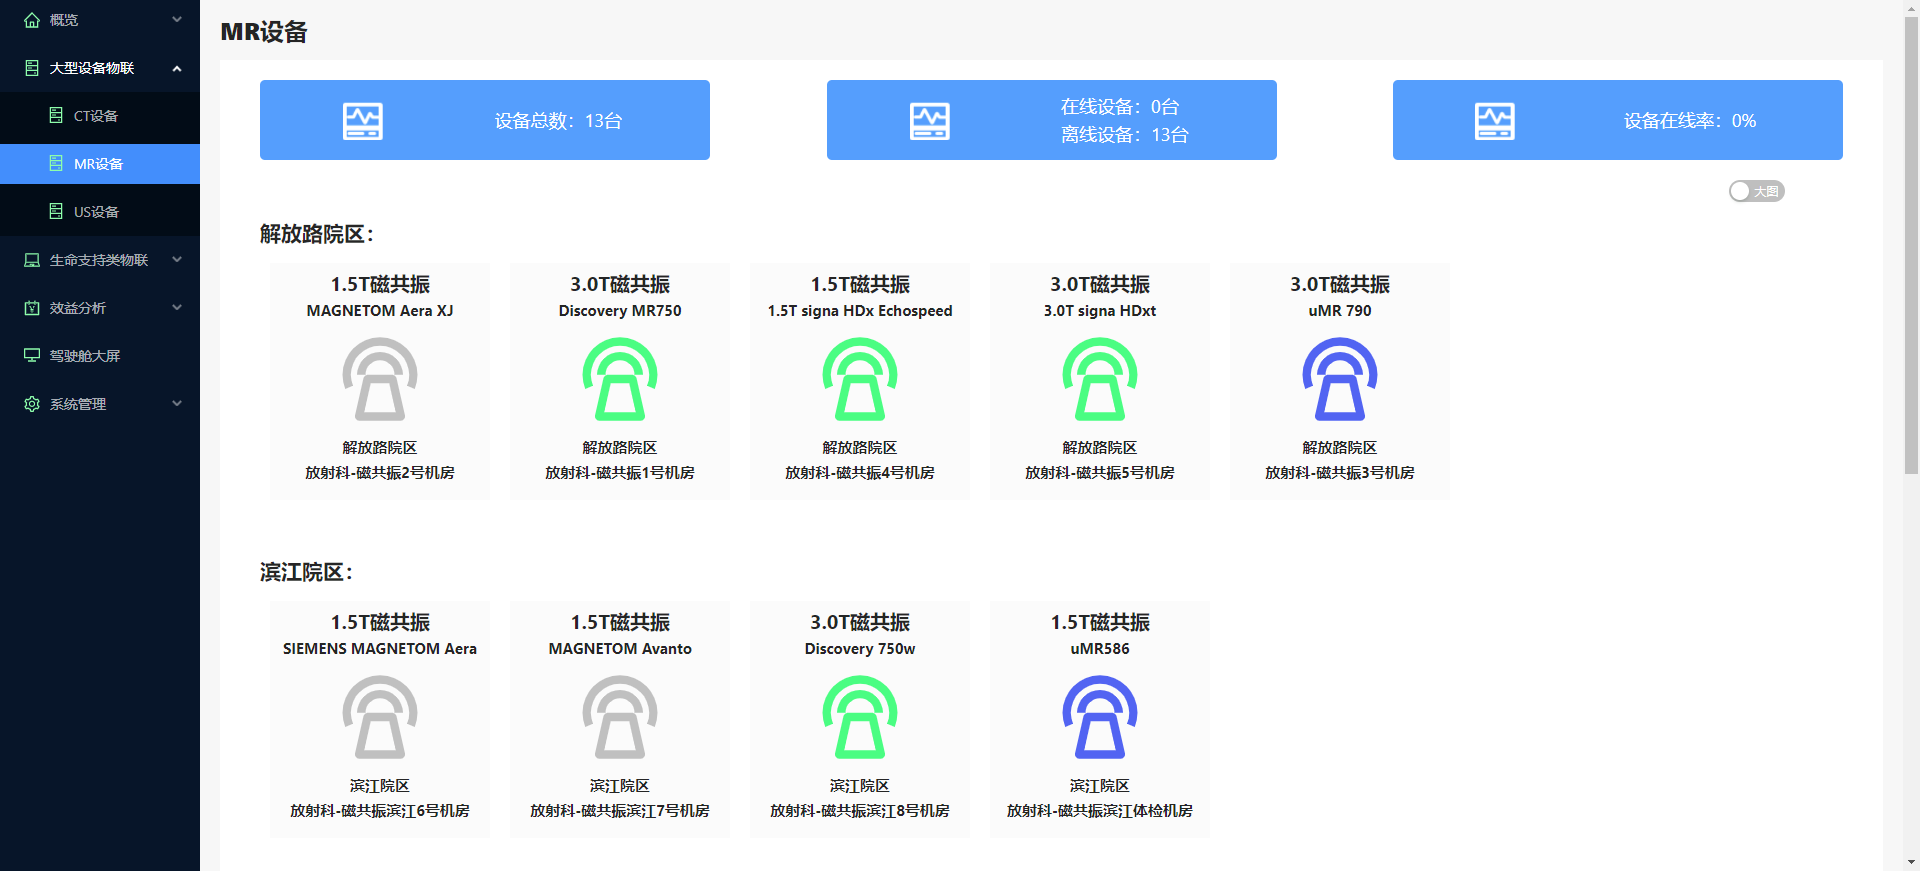 概览
大型设备物联
CT设备
MR设备
US设备
生命支持类物联
效益分析
驾驶舱大屏
系统管理
MR设备
设备总数：13台
在线设备：0台
离线设备：13台
设备在线率：0%
大图
解放路院区：
1.5T磁共振
MAGNETOM Aera XJ
解放路院区
放射科-磁共振2号机房
3.0T磁共振
Discovery MR750
解放路院区
放射科-磁共振1号机房
1.5T磁共振
1.5T signa HDx Echospeed
解放路院区
放射科-磁共振4号机房
3.0T磁共振
3.0T signa HDxt
解放路院区
放射科-磁共振5号机房
3.0T磁共振
uMR 790
解放路院区
放射科-磁共振3号机房
滨江院区：
1.5T磁共振
SIEMENS MAGNETOM Aera
滨江院区
放射科-磁共振滨江6号机房
1.5T磁共振
MAGNETOM Avanto
滨江院区
放射科-磁共振滨江7号机房
3.0T磁共振
Discovery 750w
滨江院区
放射科-磁共振滨江8号机房
1.5T磁共振
uMR586
滨江院区
放射科-磁共振滨江体检机房